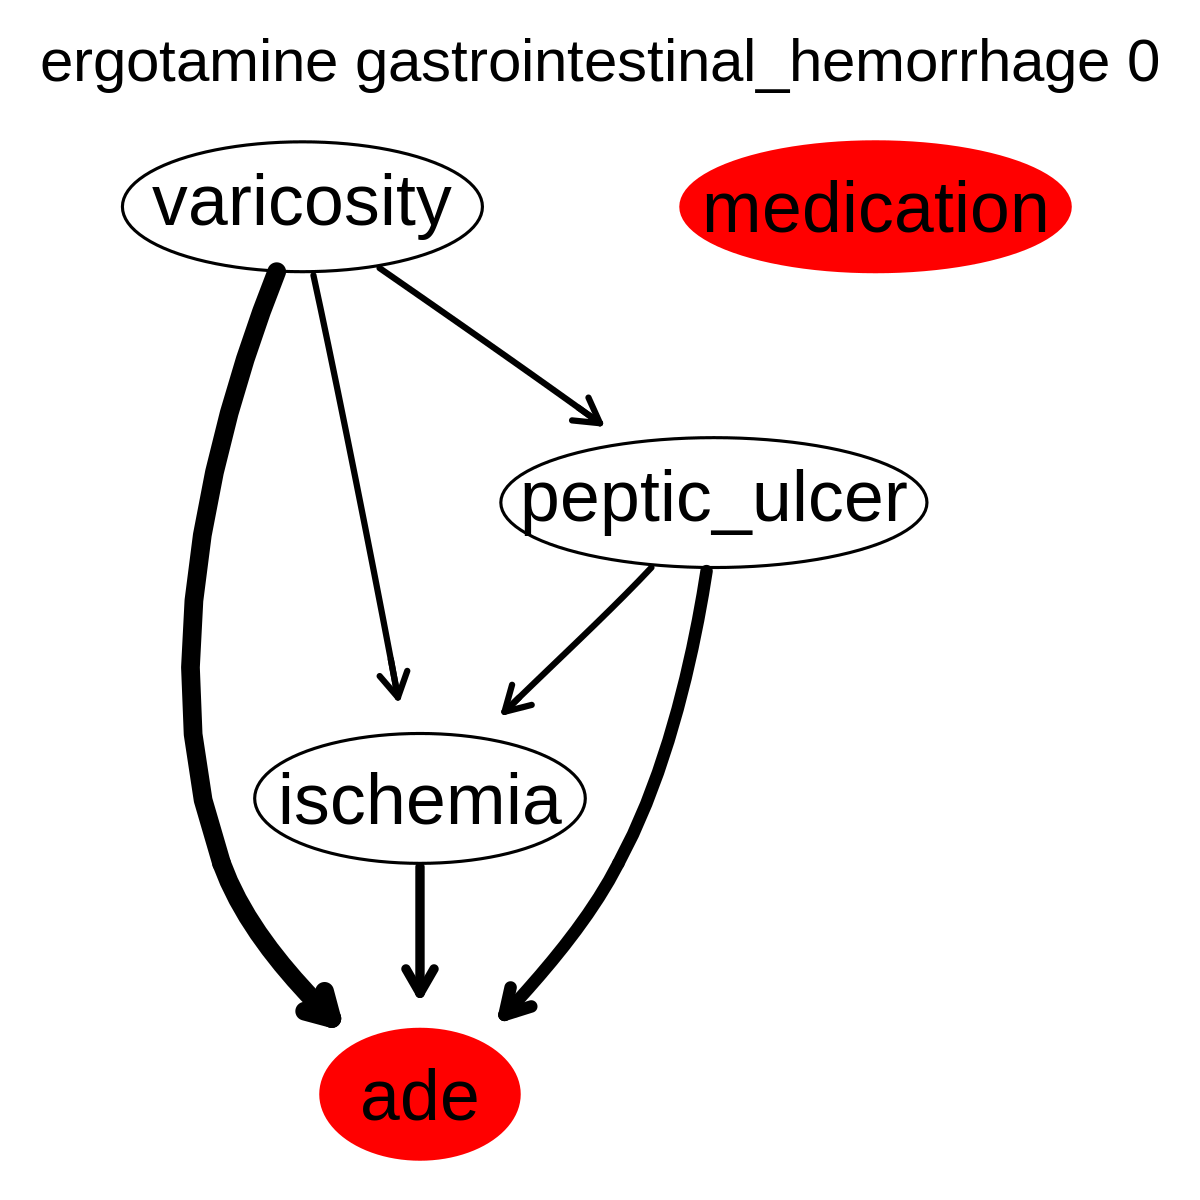 ergotamine gastrointestinal_hemorrhage 0
varicosity
medication
peptic_ulcer
ischemia
ade